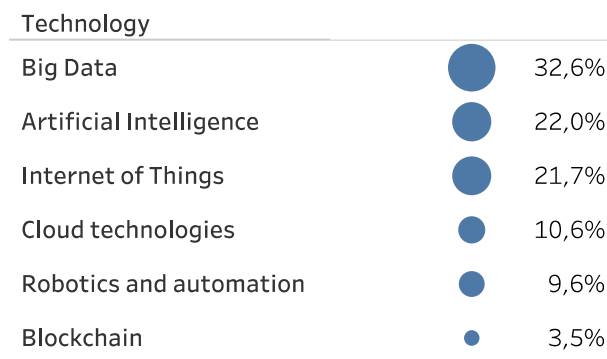 Technology
Big Data 32,6%
Artificial Intelligence 22,0%
Internet of Things 21,7%
Cloud technologies 10,6%
Robotics and automation 9,6%
Blockchain 3,5%